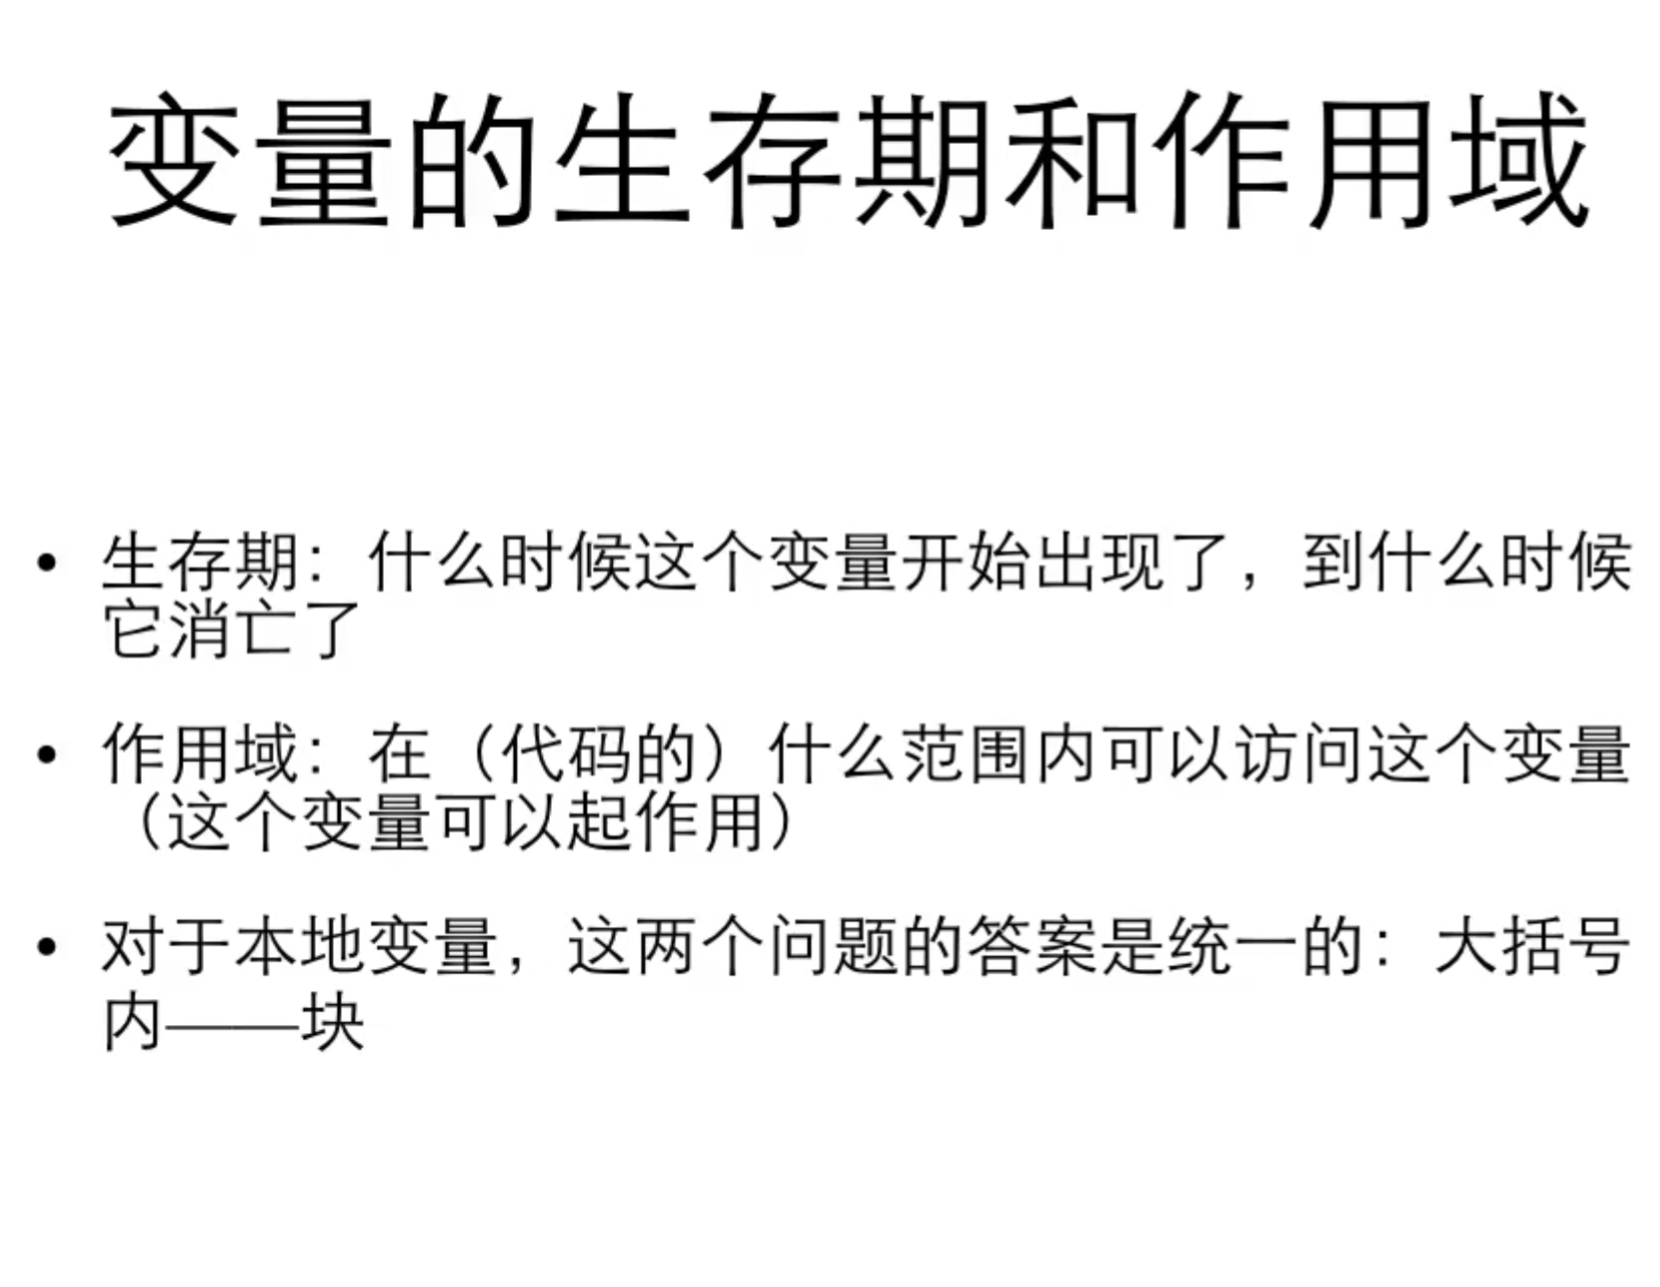 变量的生存期和作用域
• 生存期：什么时候这个变量开始出现了，到什么时候
它消亡了
• 作用域：在（代码的）什么范围内可以访问这个变量
（这个变量可以起作用）
• 对于本地变量，这两个问题的答案是统一的：大括号
内——块